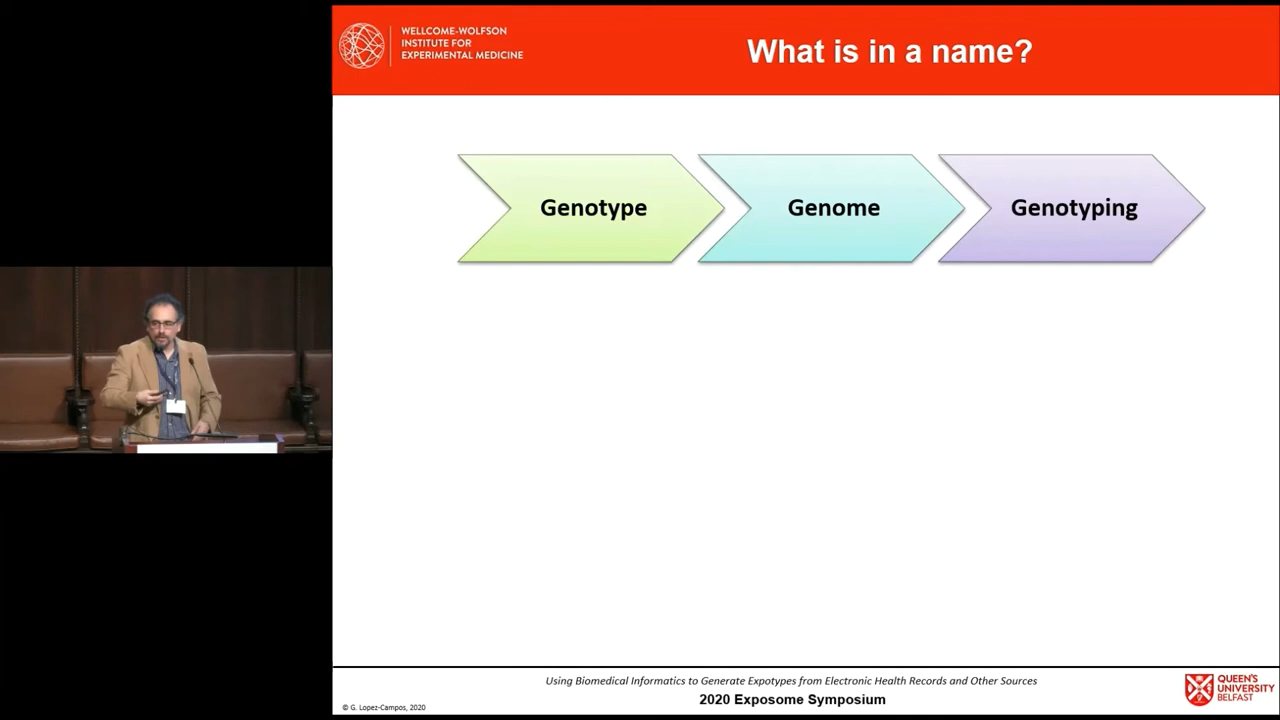 WELLCOME-WOLFSON
INSTITUTE FOR
EXPERIMENTAL MEDICINE
What is in a name?
Genotype
Genome
Genotyping
Using Biomedical Informatics to Generate Expotypes from Electronic Health Records and Other Sources
2020 Exposome Symposium
© G. Lopez-Campos, 2020
QUEEN'S
UNIVERSITY
BELFAST